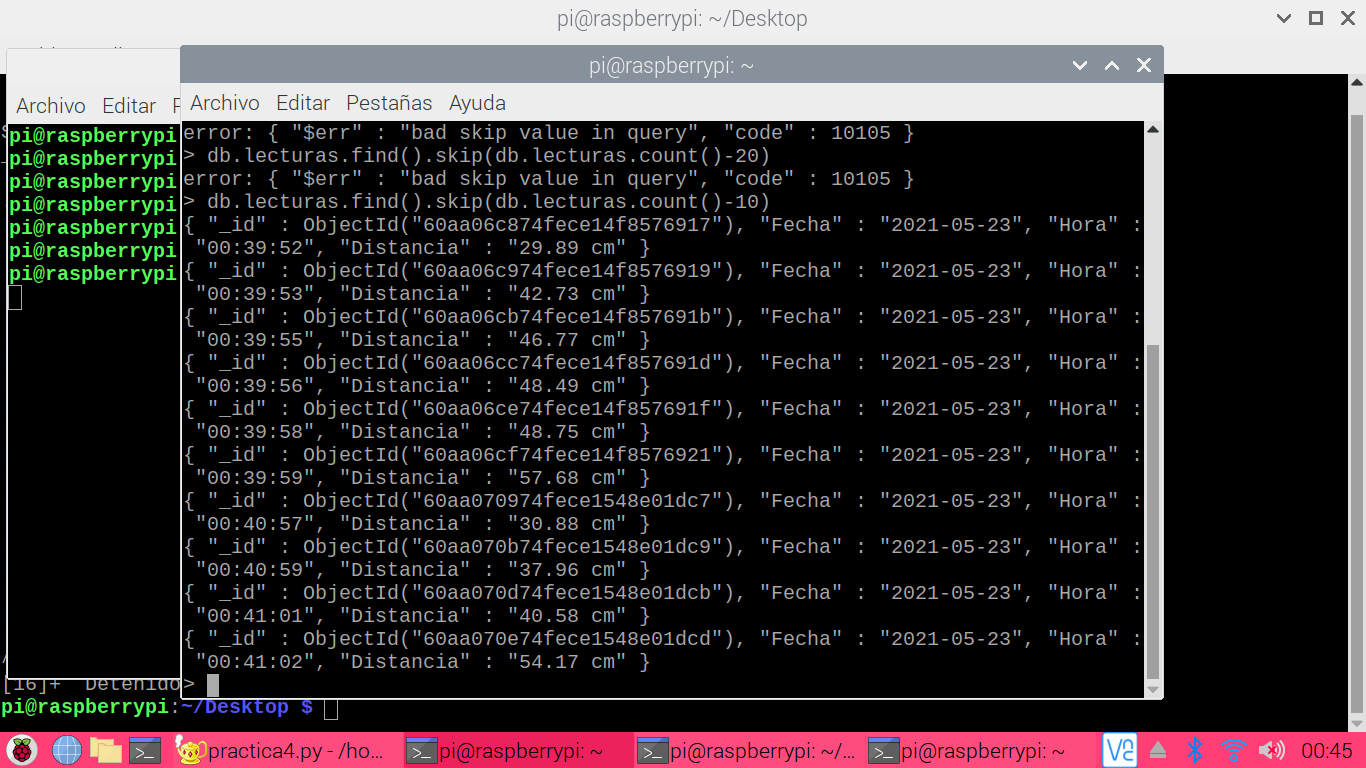 pi@raspberrypi: ~/Desktop
pi@raspberrypi: ~
Archivo Editar
Archivo Editar Pestañas Ayuda
pi@raspberrypi
pi@raspberrypi
pi@raspberrypi
pi@raspberrypi
pi@raspberrypi
pi@raspberrypi
pi@raspberrypi
error: { "$err" : "bad skip value in query", "code" : 10105 }
> db.lecturas.find().skip(db.lecturas.count()-20)
error: { "$err" : "bad skip value in query", "code" : 10105 }
> db.lecturas.find().skip(db.lecturas.count()-10)
{ "_id" : ObjectId("60aa06c874fece14f8576917"), "Fecha" : "2021-05-23", "Hora" :
"00:39:52", "Distancia" : "29.89 cm" }
{ "_id" : ObjectId("60aa06c974fece14f8576919"), "Fecha" : "2021-05-23", "Hora" :
"00:39:53", "Distancia" : "42.73 cm" }
{ "_id" : ObjectId("60aa06cb74fece14f857691b"), "Fecha" : "2021-05-23", "Hora" :
"00:39:55", "Distancia" : "46.77 cm" }
{ "_id" : ObjectId("60aa06cc74fece14f857691d"), "Fecha" : "2021-05-23", "Hora" :
"00:39:56", "Distancia" : "48.49 cm" }
{ "_id" : ObjectId("60aa06ce74fece14f857691f"), "Fecha" : "2021-05-23", "Hora" :
"00:39:58", "Distancia" : "48.75 cm" }
{ "_id" : ObjectId("60aa06cf74fece14f8576921"), "Fecha" : "2021-05-23", "Hora" :
"00:39:59", "Distancia" : "57.68 cm" }
{ "_id" : ObjectId("60aa070974fece1548e01dc7"), "Fecha" : "2021-05-23", "Hora" :
"00:40:57", "Distancia" : "30.88 cm" }
{ "_id" : ObjectId("60aa070b74fece1548e01dc9"), "Fecha" : "2021-05-23", "Hora" :
"00:40:59", "Distancia" : "37.96 cm" }
{ "_id" : ObjectId("60aa070d74fece1548e01dcb"), "Fecha" : "2021-05-23", "Hora" :
"00:41:01", "Distancia" : "40.58 cm" }
{ "_id" : ObjectId("60aa070e74fece1548e01dcd"), "Fecha" : "2021-05-23", "Hora" :
"00:41:02", "Distancia" : "54.17 cm" }
>
[16]+ Detenido
pi@raspberrypi:~/Desktop $
practica4.py - /ho... pi@raspberrypi: ~ pi@raspberrypi: ~/... pi@raspberrypi: ~ 00:45